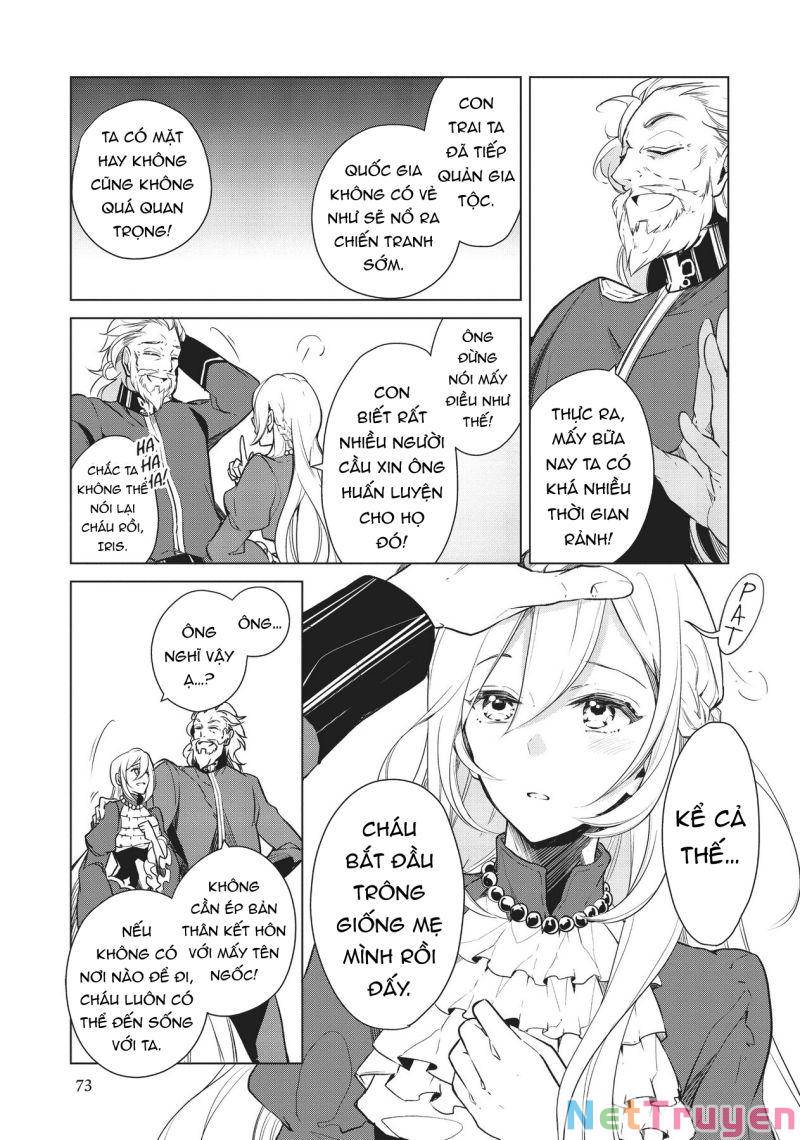 THỰC RA,
MẤY BỮA
NAY TA CÓ
KHÁ NHIỀU
THỜI GIAN
RẢNH!
CON
TRAI TA
ĐÃ TIẾP
QUẢN GIA
TỘC.
QUỐC GIA
KHÔNG CÓ VẺ
NHƯ SẼ NỔ RA
CHIẾN TRANH
SỚM.
TA CÓ MẶT
HAY KHÔNG
CŨNG KHÔNG
QUÁ QUAN
TRỌNG!
ÔNG
ĐỪNG
NÓI MẤY
ĐIỀU NHƯ
THẾ!
CON
BIẾT RẤT
NHIỀU NGƯỜI
CẦU XIN ÔNG
HUẤN LUYỆN
CHO HỌ
ĐÓ!
HA
HA
HA
HA!
CHẮC TA
KHÔNG THỂ
NÓI LẠI
CHÁU RỒI,
IRIS.
PAT
KỂ CẢ
THẾ...
CHÁU
BẮT ĐẦU
TRÔNG
GIỐNG MẸ
MÌNH RỒI
ĐẤY.
ÔNG...
ÔNG
NGHĨ VẬY
Ạ...?
KHÔNG
CẦN ÉP BẢN
THÂN KẾT HÔN
VỚI MẤY TÊN
NGỐC!
NẾU
KHÔNG CÓ
NƠI NÀO ĐỂ ĐI,
CHÁU LUÔN CÓ
THỂ ĐẾN SỐNG
VỚI TA.
73
NetTruyen